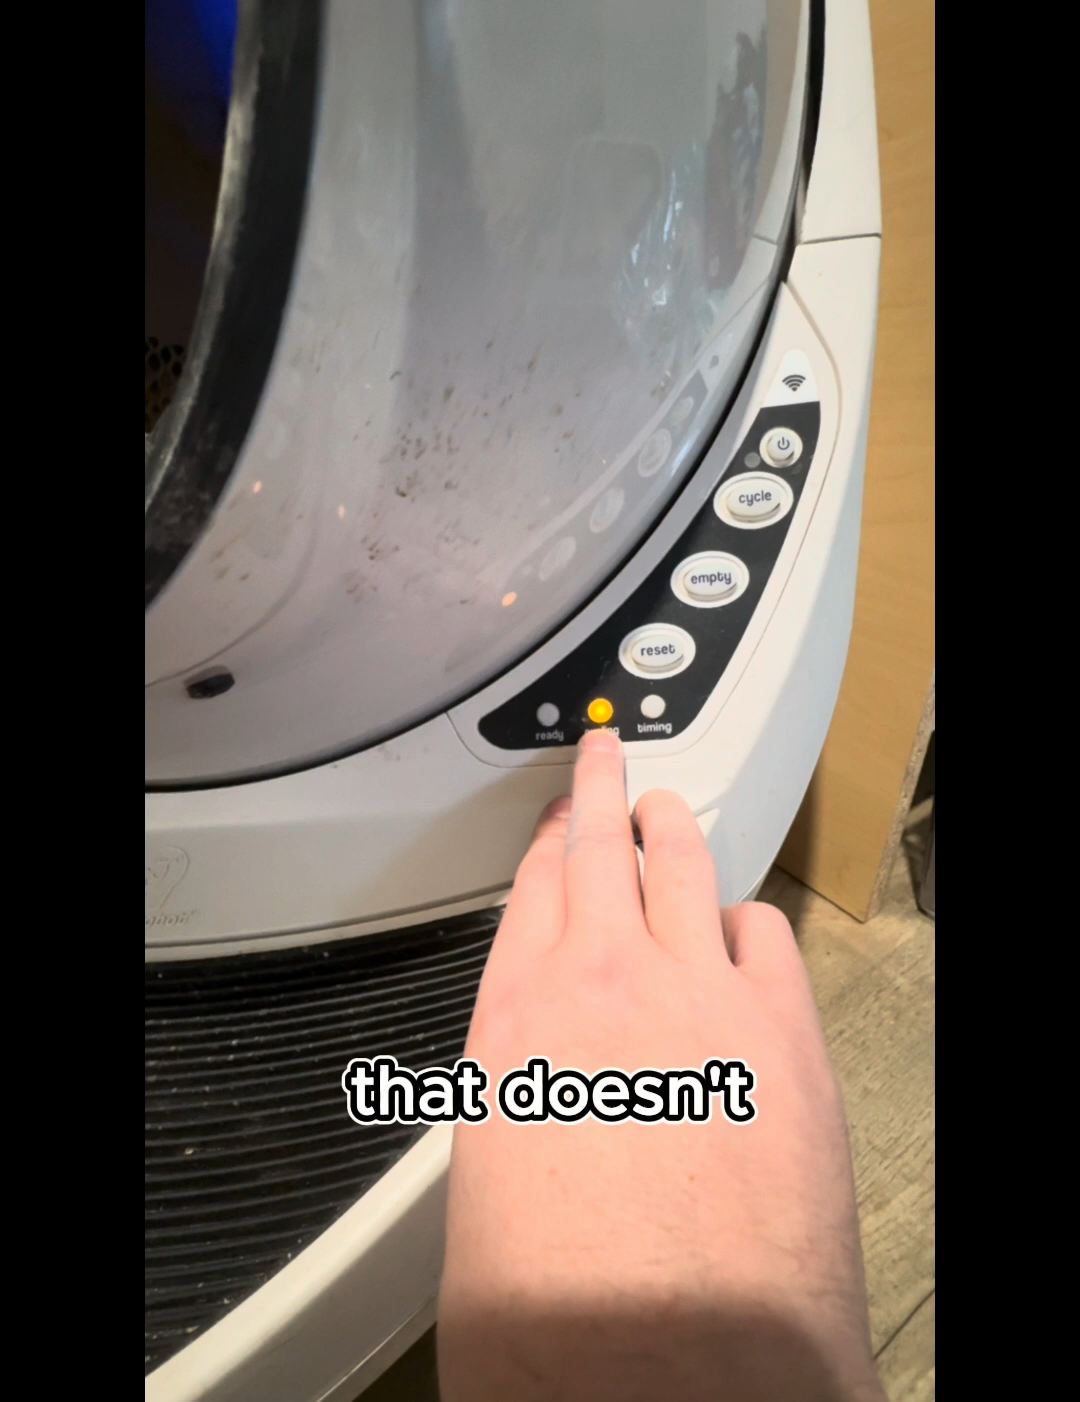 cycle
empty
reset
ready
timing
that doesn't